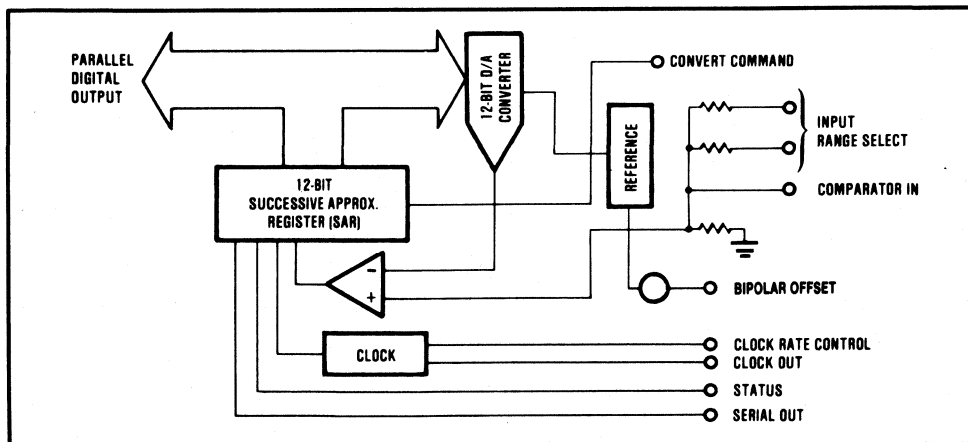 PARALLEL
DIGITAL
OUTPUT
12-BIT D/A
CONVERTER
CONVERT COMMAND
REFERENCE
INPUT
RANGE SELECT
12-BIT
SUCCESSIVE APPROX.
REGISTER (SAR)
COMPARATOR IN
-
+
BIPOLAR OFFSET
CLOCK
CLOCK RATE CONTROL
CLOCK OUT
STATUS
SERIAL OUT